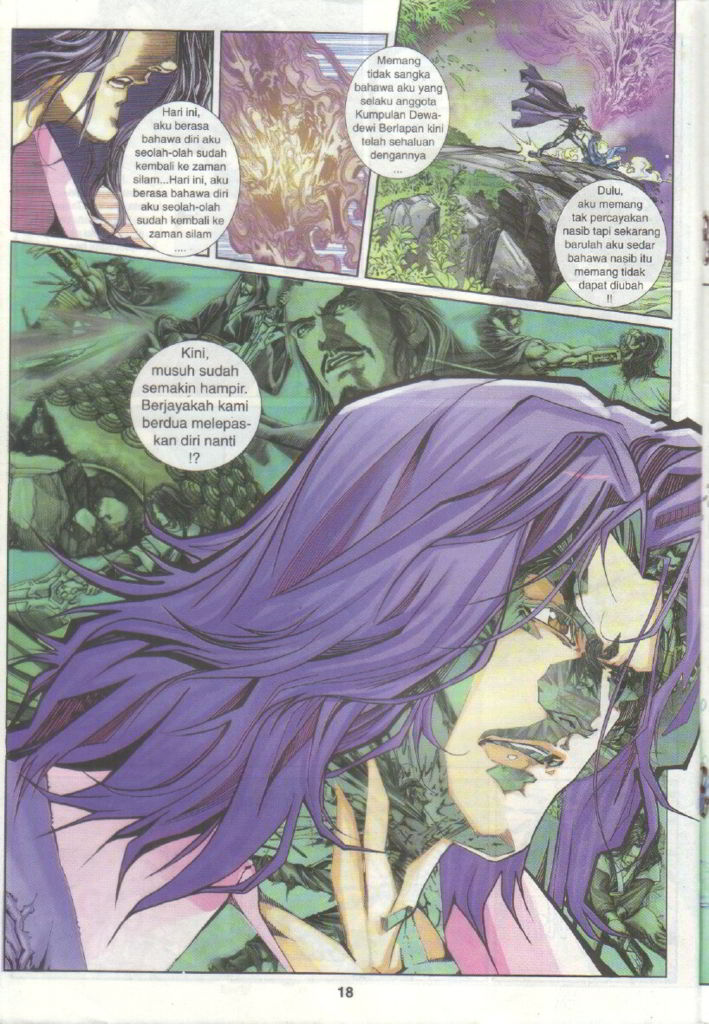 Hari ini,
aku berasa
bahawa diri aku
seolah-olah sudah
kembali ke zaman
silam...Hari ini, aku
berasa bahawa diri
aku seolah-olah
sudah kembali ke
zaman silam
....
Memang
tidak sangka
bahawa aku yang
selaku anggota
Kumpulan Dewa-
dewi Berlapan kini
telah sehaluan
dengannya
...
Dulu,
aku memang
tak percayakan
nasib tapi sekarang
barulah aku sedar
bahawa nasib itu
memang tidak
dapat diubah
!!
Kini,
musuh sudah
semakin hampir.
Berjayakah kami
berdua melepas-
kan diri nanti
!?
18